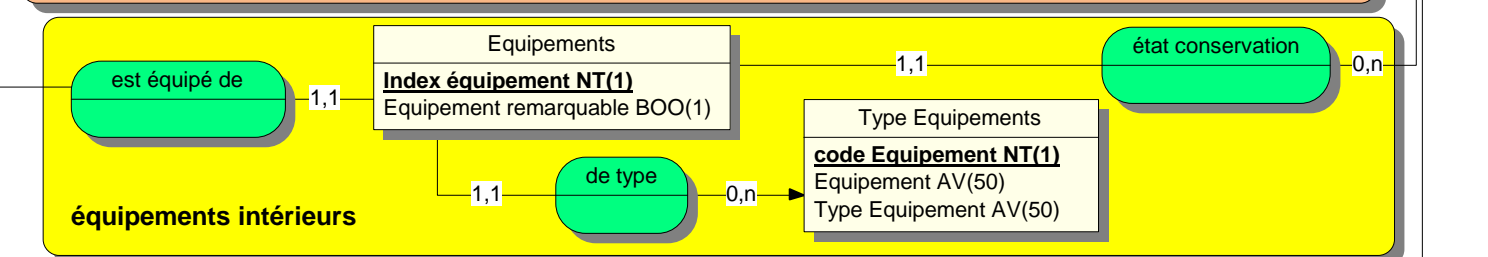 Equipements
Index équipement NT(1)
Equipement remarquable BOO(1)
est équipé de
1,1
1,1
état conservation
0,n
Type Equipements
code Equipement NT(1)
Equipement AV(50)
Type Equipement AV(50)
de type
1,1
0,n
équipements intérieurs